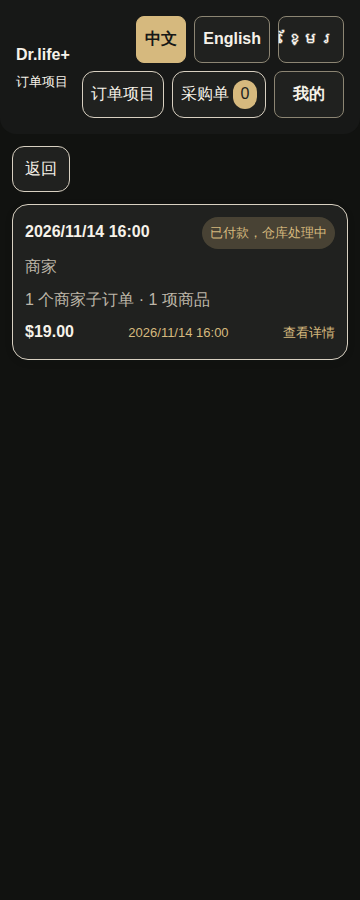 Dr.life+
订单项目
中文 English ខ្មែរ
订单项目 采购单 0 我的
返回
2026/11/14 16:00 已付款，仓库处理中
商家
1 个商家子订单 · 1 项商品
$19.00 2026/11/14 16:00 查看详情